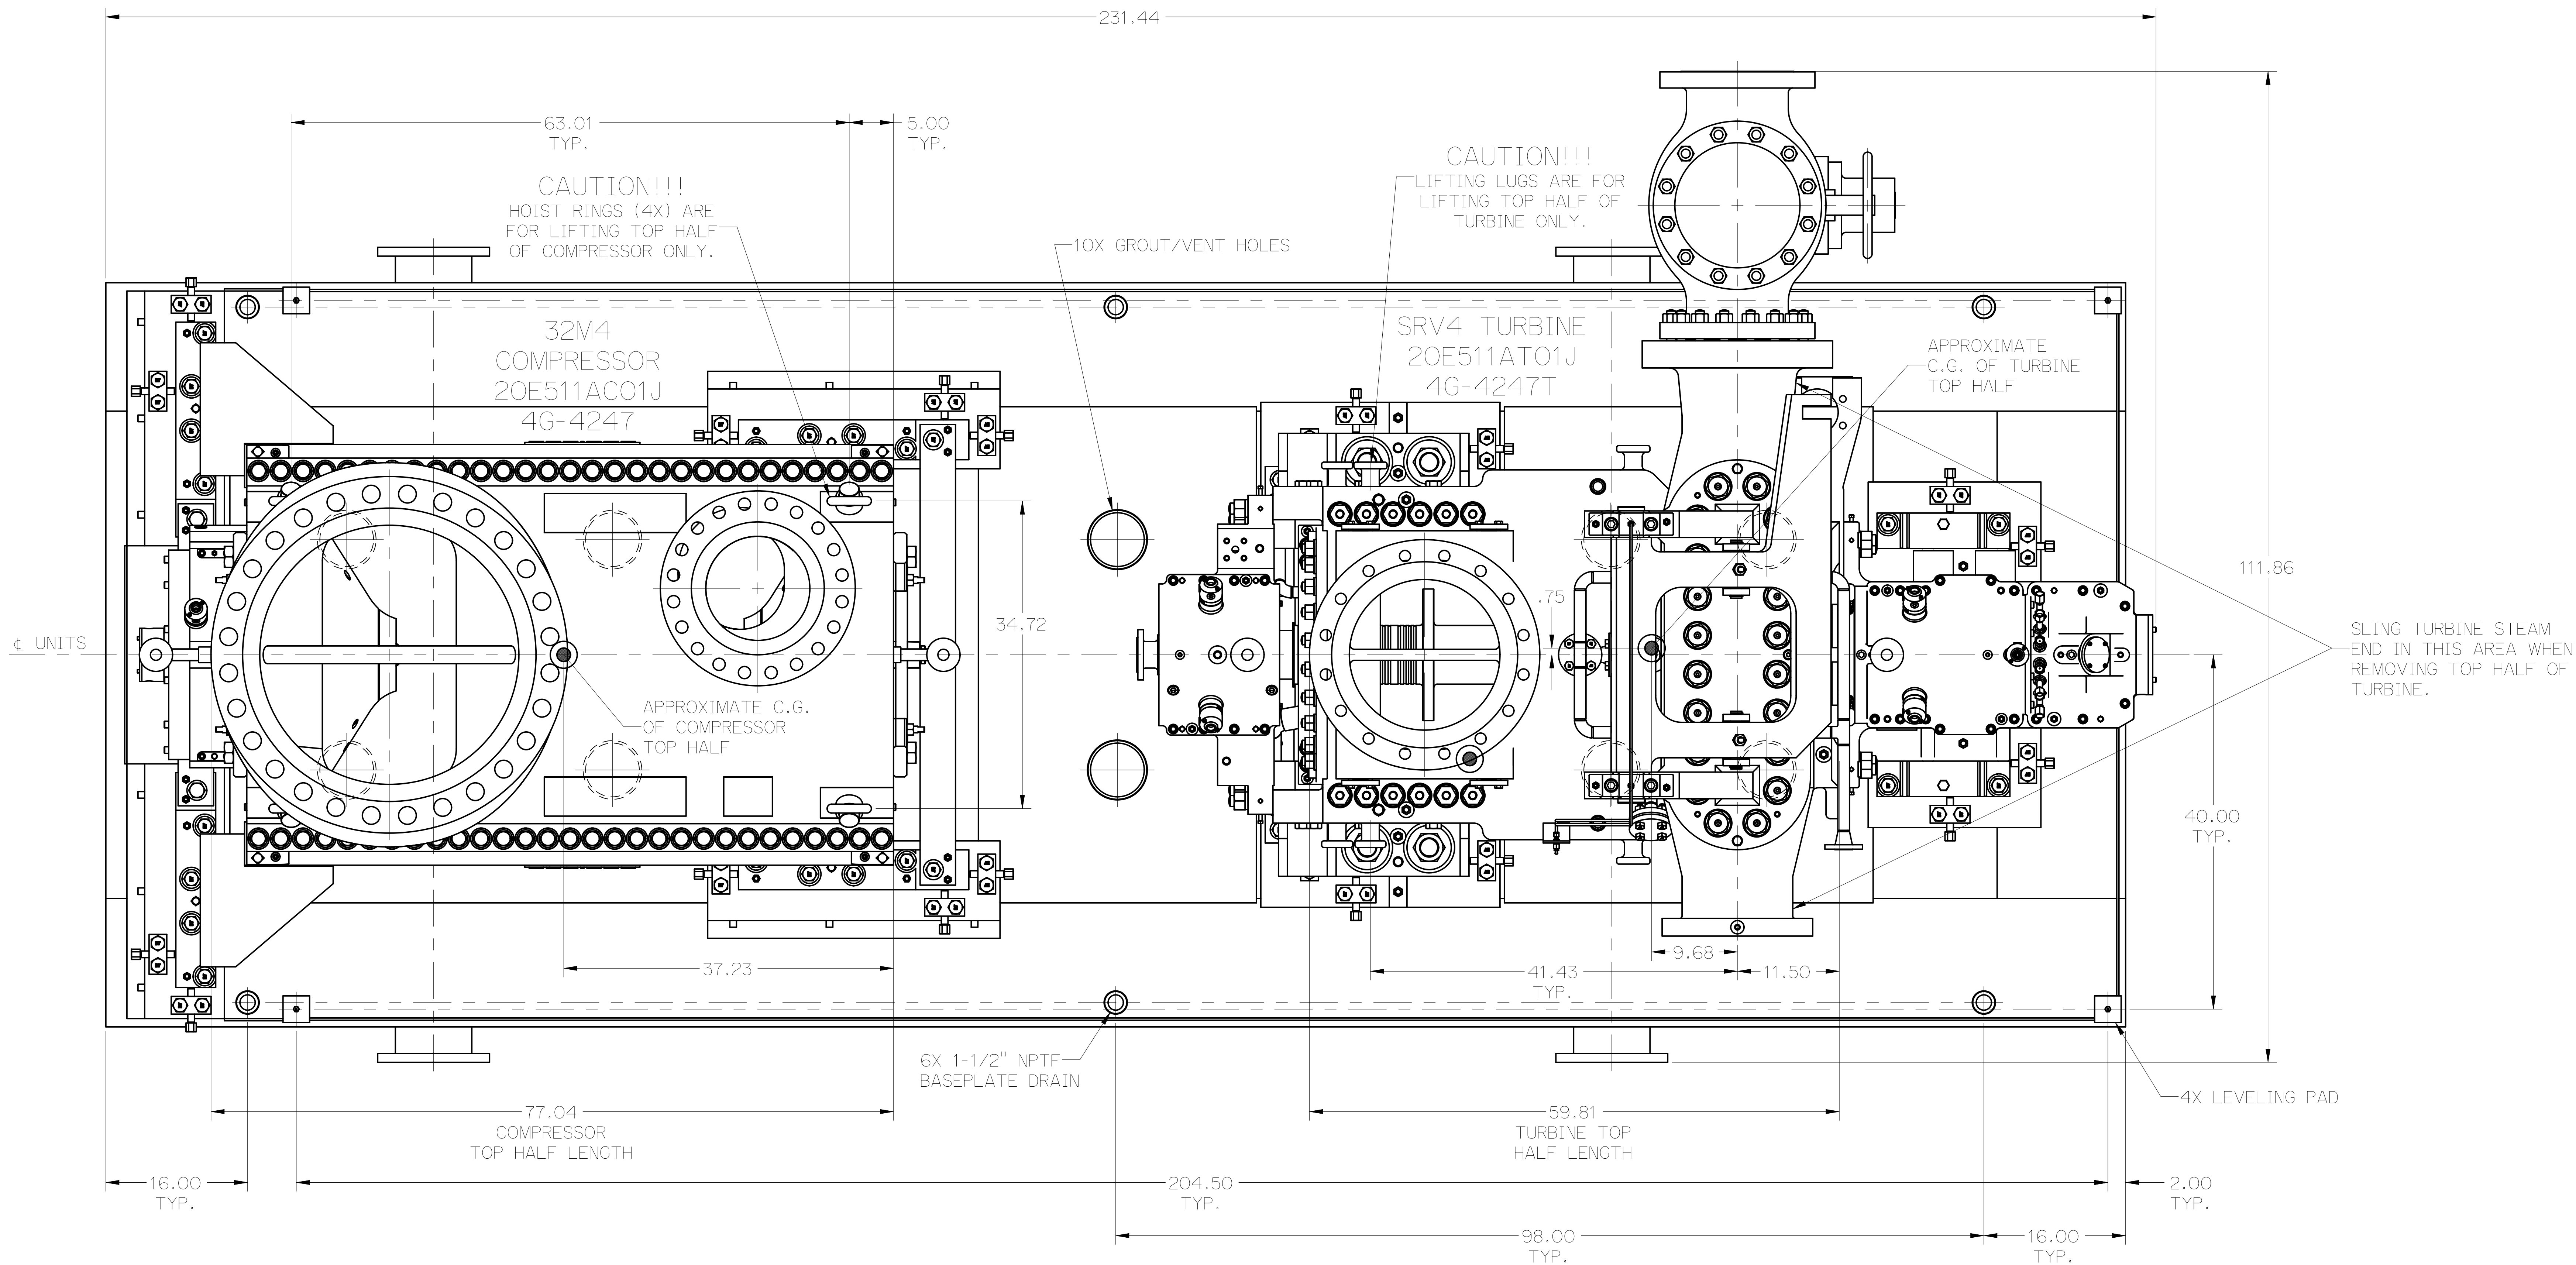 231.44
63.01
TYP.
5.00
TYP.
CAUTION!!!
HOIST RINGS (4X) ARE
FOR LIFTING TOP HALF
OF COMPRESSOR ONLY.
CAUTION!!!
LIFTING LUGS ARE FOR
LIFTING TOP HALF OF
TURBINE ONLY.
10X GROUT/VENT HOLES
32M4
COMPRESSOR
20E511AC01J
4G-4247
SRV4 TURBINE
20E511AT01J
4G-4247T
APPROXIMATE
C.G. OF TURBINE
TOP HALF
111.86
.75
34.72
℄ UNITS
SLING TURBINE STEAM
END IN THIS AREA WHEN
REMOVING TOP HALF OF
TURBINE.
APPROXIMATE C.G.
OF COMPRESSOR
TOP HALF
40.00
TYP.
9.68
37.23
41.43
TYP.
11.50
6X 1-1/2" NPTF
BASEPLATE DRAIN
4X LEVELING PAD
77.04
COMPRESSOR
TOP HALF LENGTH
59.81
TURBINE TOP
HALF LENGTH
16.00
TYP.
204.50
TYP.
2.00
TYP.
98.00
TYP.
16.00
TYP.